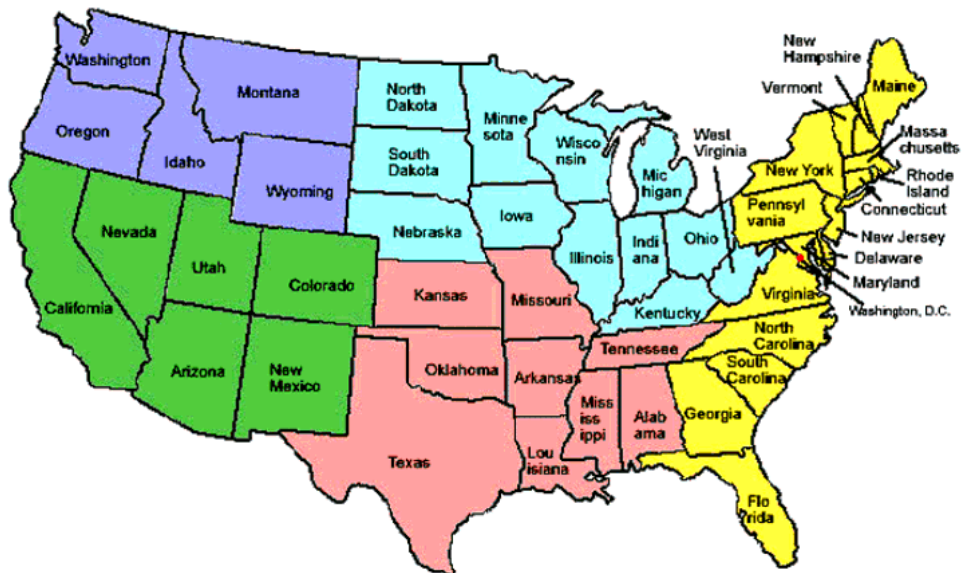 Washington
Oregon
Idaho
Montana
Wyoming
California
Nevada
Utah
Colorado
Arizona
New
Mexico
North
Dakota
South
Dakota
Nebraska
Minne
sota
Iowa
Wisco
nsin
Mic
higan
Illinois
Indi
ana
Ohio
Kentucky
West
Virginia
Kansas
Missouri
Oklahoma
Arkansas
Texas
Lou
isiana
Miss
iss
ippi
Alab
ama
Tennessee
New
Hampshire
Vermont
Maine
Massa
chusetts
Rhode
Island
Connecticut
New York
Pennsyl
vania
New Jersey
Delaware
Maryland
Washington, D.C.
Virginia
North
Carolina
South
Carolina
Georgia
Flo
rida